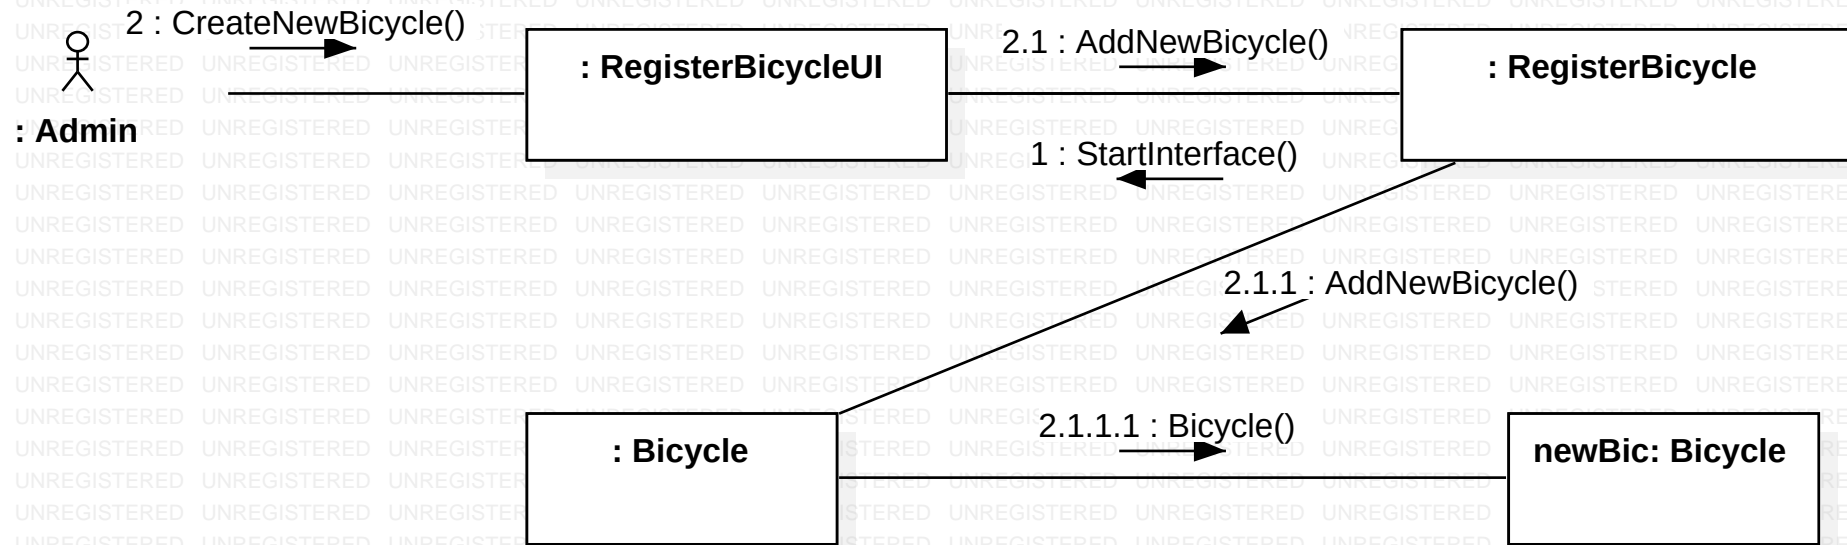 2 : CreateNewBicycle()
: Admin
: RegisterBicycleUI
2.1 : AddNewBicycle()
: RegisterBicycle
1 : StartInterface()
2.1.1 : AddNewBicycle()
: Bicycle
2.1.1.1 : Bicycle()
newBic: Bicycle
UNREGISTERED